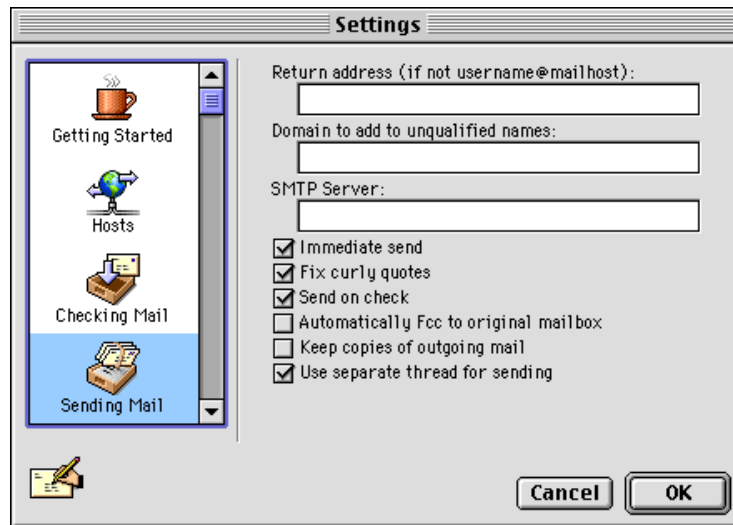 Settings
Getting Started
Hosts
Checking Mail
Sending Mail
Return address (if not username@mailhost):
Domain to add to unqualified names:
SMTP Server:
Immediate send
Fix curly quotes
Send on check
Automatically Fcc to original mailbox
Keep copies of outgoing mail
Use separate thread for sending
Cancel
OK